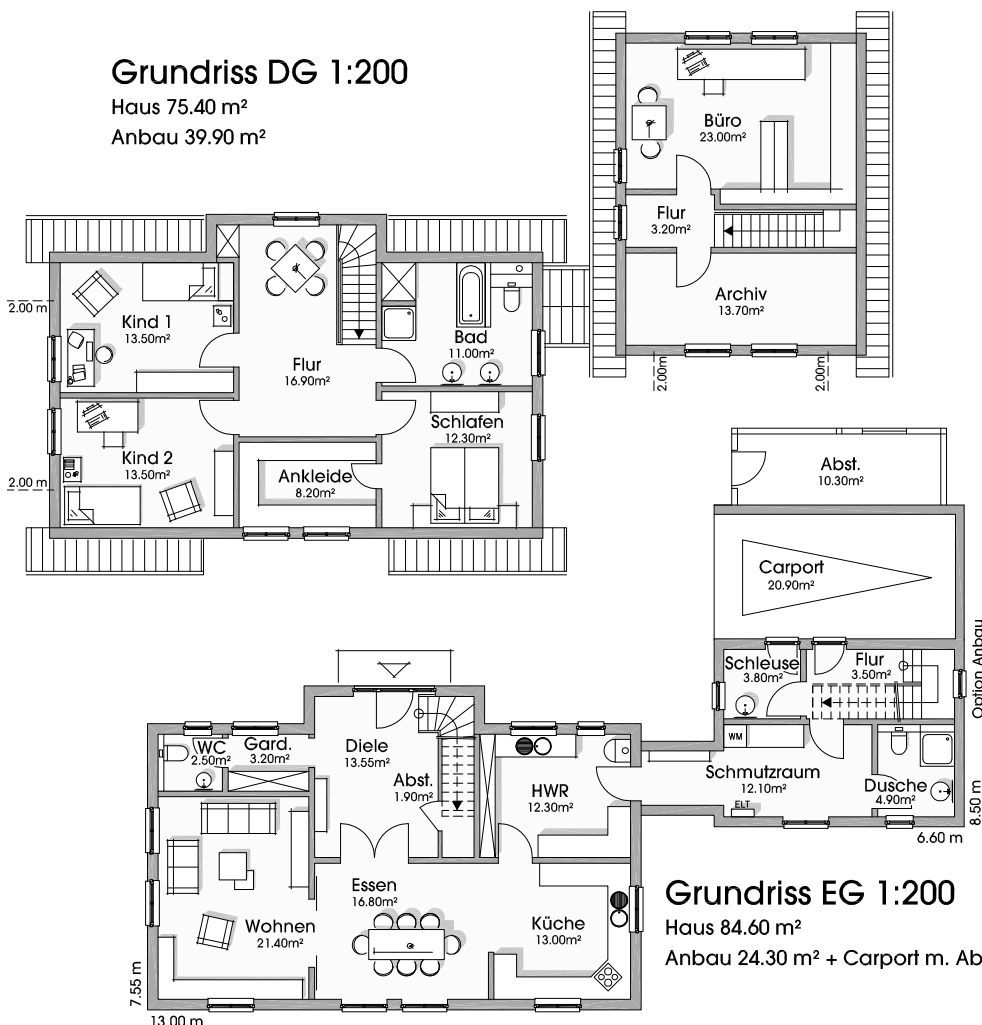 Grundriss DG 1:200
Haus 75.40 m²
Anbau 39.90 m²
Büro
23.00m²
Flur
3.20m²
Archiv
13.70m²
2.00m
2.00m
2.00 m
Kind 1
13.50m²
Flur
16.90m²
Bad
11.00m²
Schlafen
12.30m²
Kind 2
13.50m²
2.00 m
Ankleide
8.20m²
Abst.
10.30m²
Carport
20.90m²
Schleuse
3.80m²
Flur
3.50m²
Option Anbau
WM
Schmutzraum
12.10m²
Dusche
4.90m²
ELT
8.50 m
6.60 m
WC
2.50m²
Gard.
3.20m²
Diele
13.55m²
Abst.
1.90m²
HWR
12.30m²
Essen
16.80m²
Wohnen
21.40m²
Küche
13.00m²
7.55 m
13.00 m
Grundriss EG 1:200
Haus 84.60 m²
Anbau 24.30 m² + Carport m. Ab